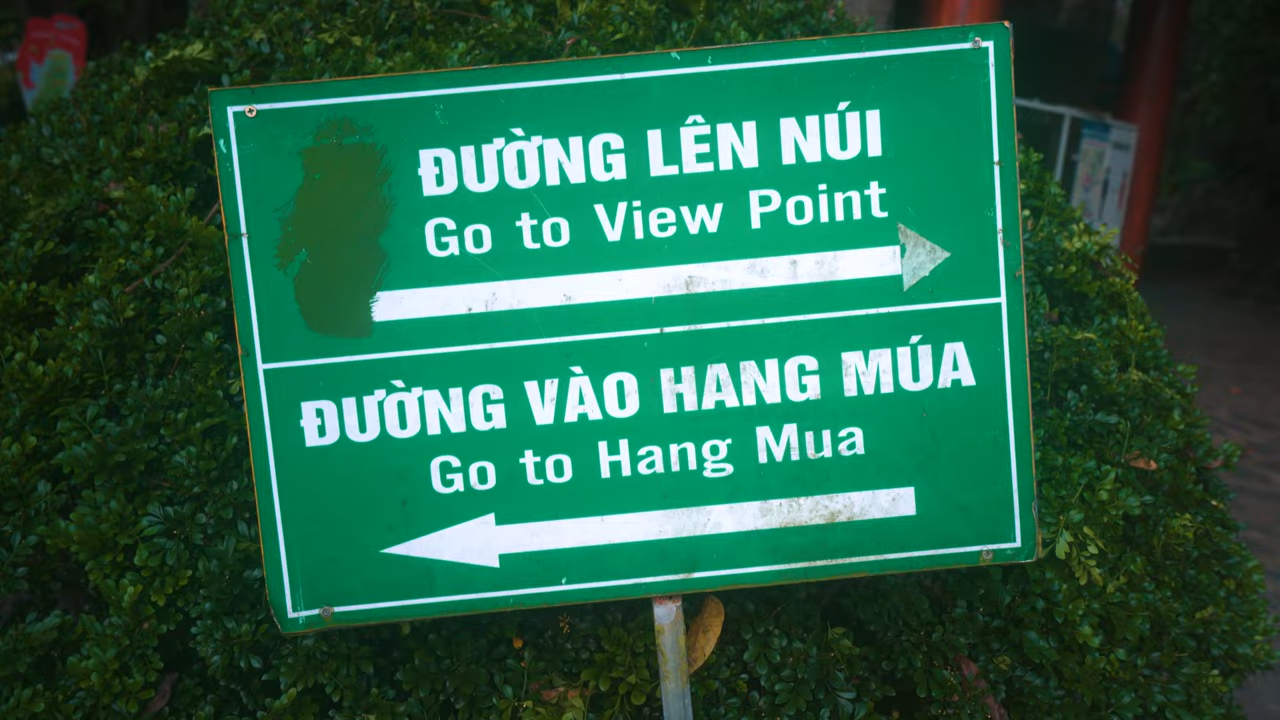 ĐƯỜNG LÊN NÚI
Go to View Point
ĐƯỜNG VÀO HANG MÚA
Go to Hang Mua